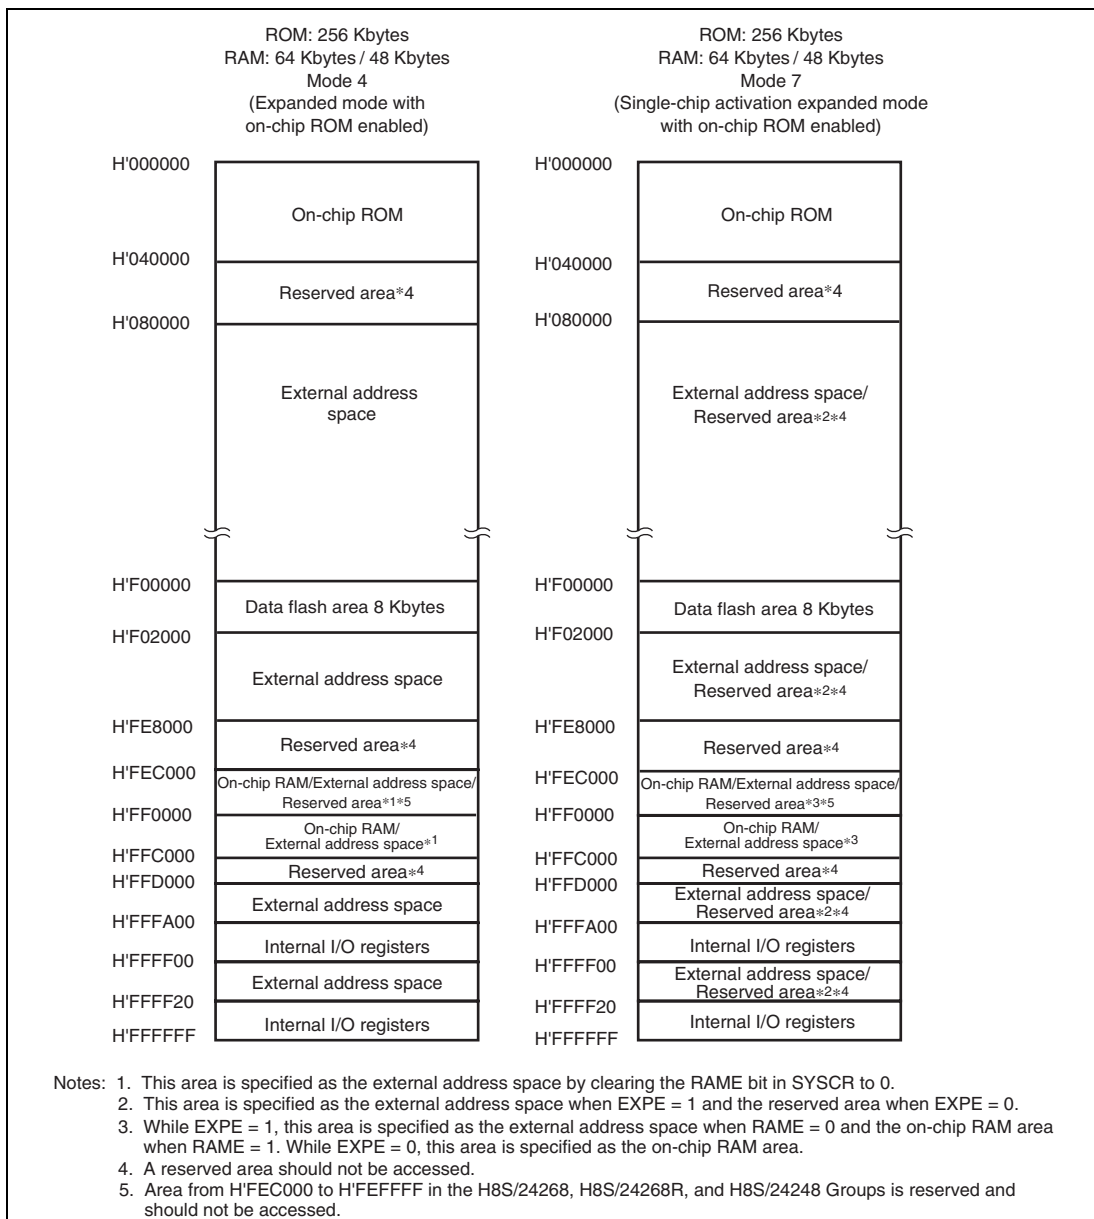 ROM: 256 Kbytes
RAM: 64 Kbytes / 48 Kbytes
Mode 4
(Expanded mode with
on-chip ROM enabled)
H'000000
On-chip ROM
H'040000
Reserved area*4
H'080000
External address
space
H'F00000
Data flash area 8 Kbytes
H'F02000
External address space
H'FE8000
Reserved area*4
H'FEC000
On-chip RAM/External address space/
Reserved area*1*5
H'FF0000
On-chip RAM/
External address space*1
H'FFC000
Reserved area*4
H'FFD000
External address space
H'FFFA00
Internal I/O registers
H'FFFF00
External address space
H'FFFF20
Internal I/O registers
H'FFFFFF
ROM: 256 Kbytes
RAM: 64 Kbytes / 48 Kbytes
Mode 7
(Single-chip activation expanded mode
with on-chip ROM enabled)
H'000000
On-chip ROM
H'040000
Reserved area*4
H'080000
External address space/
Reserved area*2*4
H'F00000
Data flash area 8 Kbytes
H'F02000
External address space/
Reserved area*2*4
H'FE8000
Reserved area*4
H'FEC000
On-chip RAM/External address space/
Reserved area*3*5
H'FF0000
On-chip RAM/
External address space*3
H'FFC000
Reserved area*4
H'FFD000
External address space/
Reserved area*2*4
H'FFFA00
Internal I/O registers
H'FFFF00
External address space/
Reserved area*2*4
H'FFFF20
Internal I/O registers
H'FFFFFF
Notes: 1. This area is specified as the external address space by clearing the RAME bit in SYSCR to 0.
2. This area is specified as the external address space when EXPE = 1 and the reserved area when EXPE = 0.
3. While EXPE = 1, this area is specified as the external address space when RAME = 0 and the on-chip RAM area
when RAME = 1. While EXPE = 0, this area is specified as the on-chip RAM area.
4. A reserved area should not be accessed.
5. Area from H'FEC000 to H'FEFFFF in the H8S/24268, H8S/24268R, and H8S/24248 Groups is reserved and
should not be accessed.